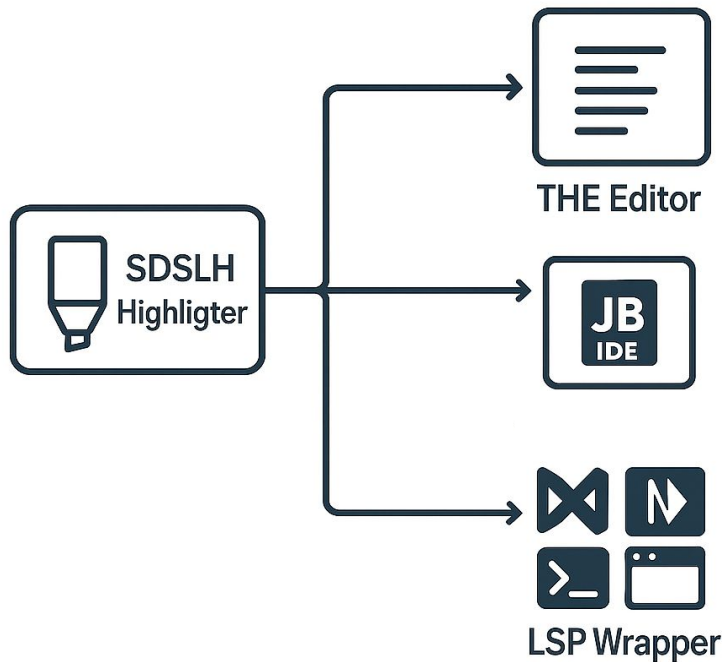 SDSLH
Highligter
THE Editor
JB
IDE
N
>_
LSP Wrapper